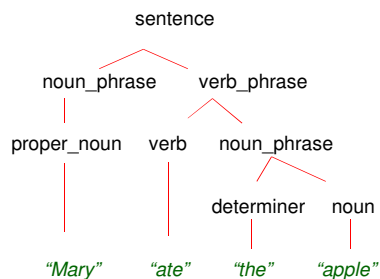 sentence
noun_phrase verb_phrase
proper_noun verb noun_phrase
determiner noun
“Mary” “ate” “the” “apple”